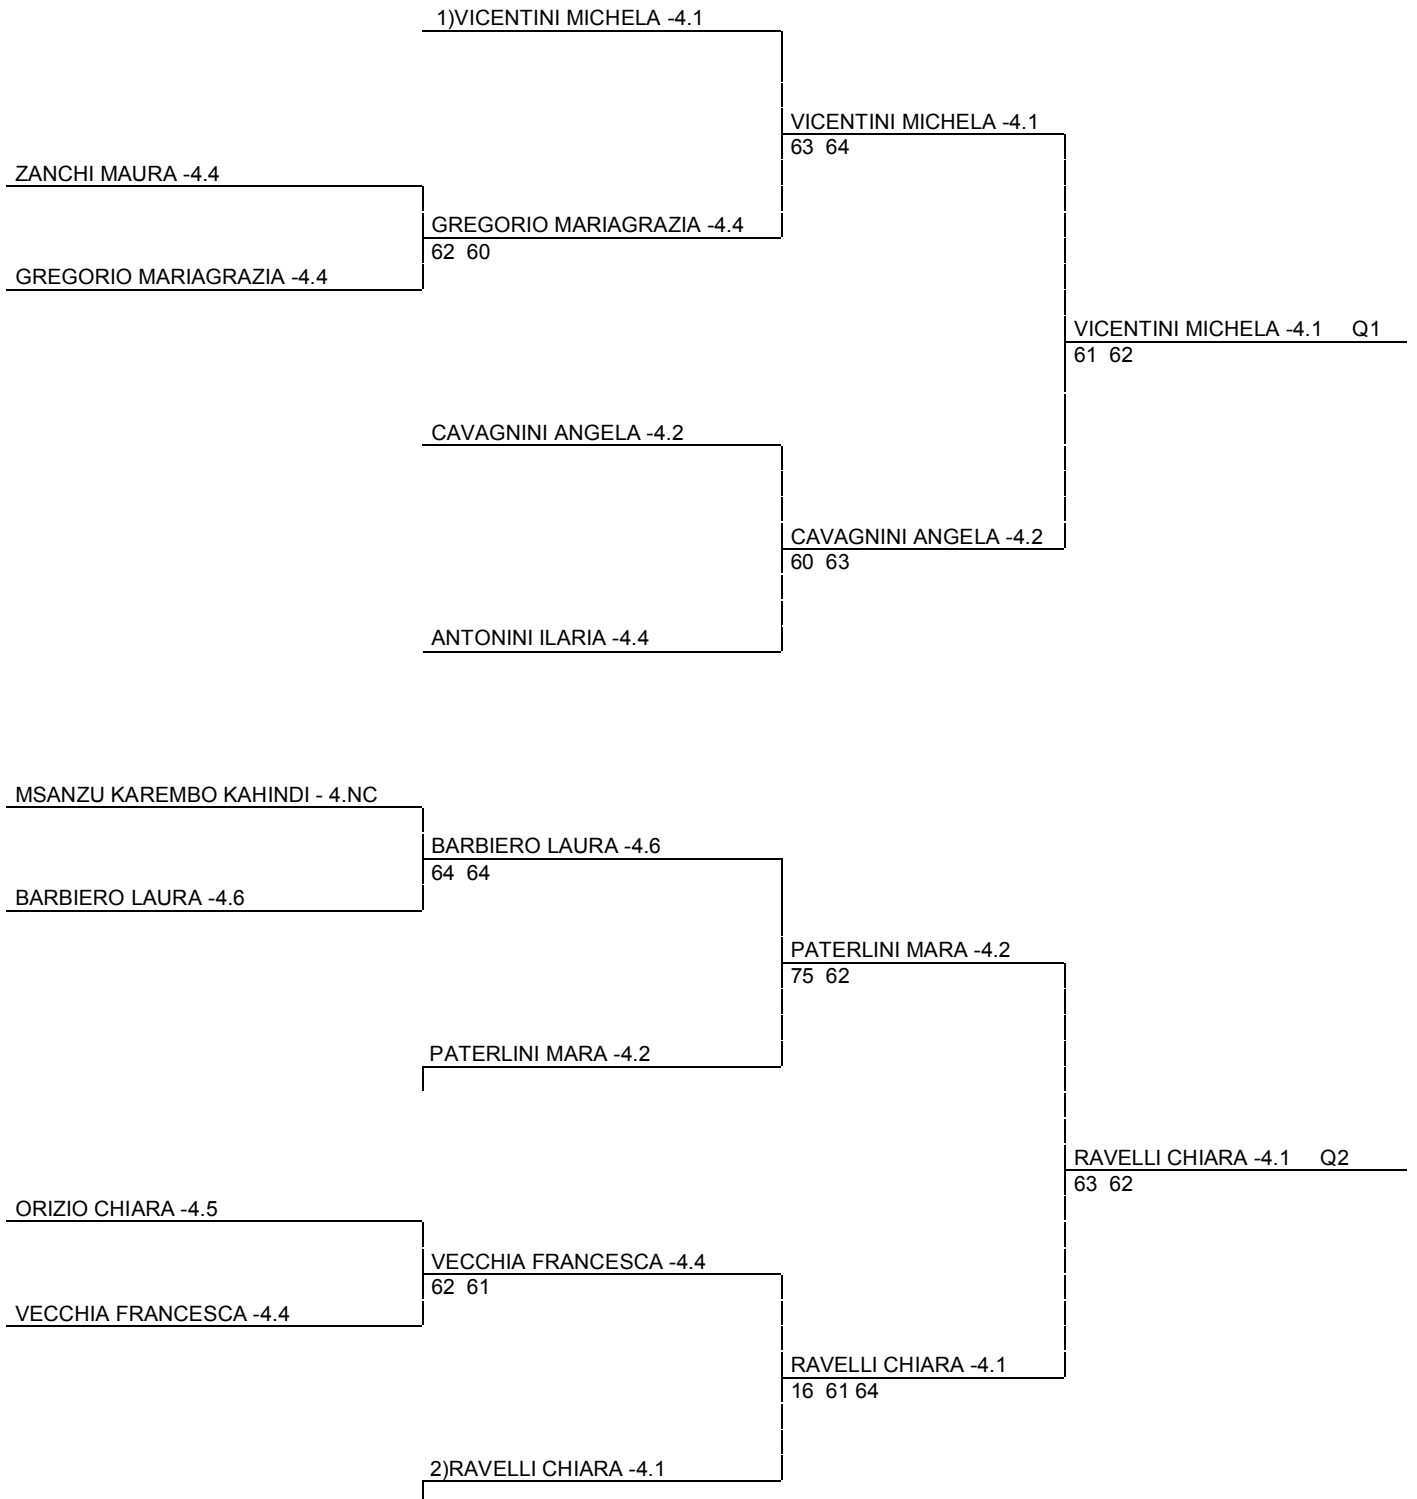 1)VICENTINI MICHELA -4.1
VICENTINI MICHELA -4.1
63 64
ZANCHI MAURA -4.4
GREGORIO MARIAGRAZIA -4.4
62 60
GREGORIO MARIAGRAZIA -4.4
VICENTINI MICHELA -4.1 Q1
61 62
CAVAGNINI ANGELA -4.2
CAVAGNINI ANGELA -4.2
60 63
ANTONINI ILARIA -4.4
MSANZU KAREMBO KAHINDI - 4.NC
BARBIERO LAURA -4.6
64 64
BARBIERO LAURA -4.6
PATERLINI MARA -4.2
75 62
PATERLINI MARA -4.2
RAVELLI CHIARA -4.1 Q2
63 62
ORIZIO CHIARA -4.5
VECCHIA FRANCESCA -4.4
62 61
VECCHIA FRANCESCA -4.4
RAVELLI CHIARA -4.1
16 61 64
2)RAVELLI CHIARA -4.1